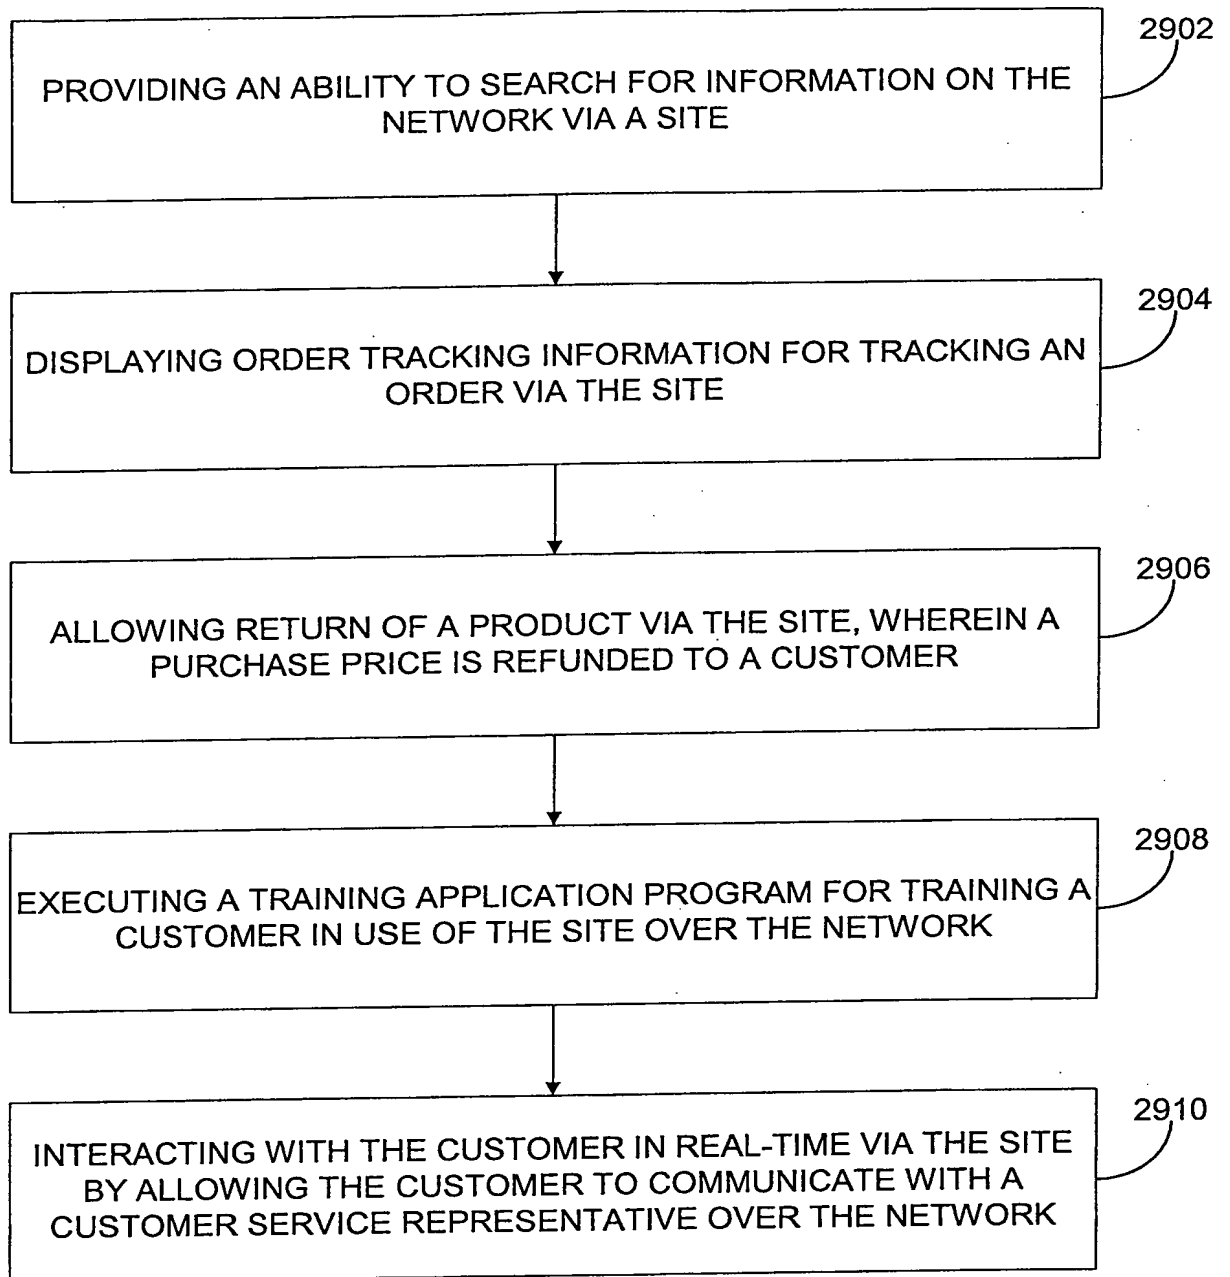 2902
PROVIDING AN ABILITY TO SEARCH FOR INFORMATION ON THE
NETWORK VIA A SITE
2904
DISPLAYING ORDER TRACKING INFORMATION FOR TRACKING AN
ORDER VIA THE SITE
2906
ALLOWING RETURN OF A PRODUCT VIA THE SITE, WHEREIN A
PURCHASE PRICE IS REFUNDED TO A CUSTOMER
2908
EXECUTING A TRAINING APPLICATION PROGRAM FOR TRAINING A
CUSTOMER IN USE OF THE SITE OVER THE NETWORK
2910
INTERACTING WITH THE CUSTOMER IN REAL-TIME VIA THE SITE
BY ALLOWING THE CUSTOMER TO COMMUNICATE WITH A
CUSTOMER SERVICE REPRESENTATIVE OVER THE NETWORK